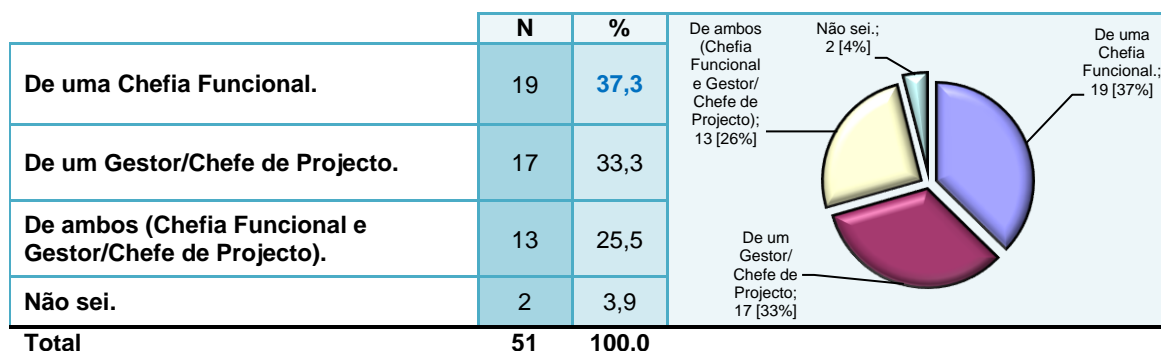 N %
De uma Chefia Funcional. 19 37,3
De um Gestor/Chefe de Projecto. 17 33,3
De ambos (Chefia Funcional e
Gestor/Chefe de Projecto). 13 25,5
Não sei. 2 3,9
Total 51 100,0
De ambos
(Chefia
Funcional
e Gestor/
Chefe de
Projecto);
13 [26%]
Não sei.;
2 [4%]
De uma
Chefia
Funcional.;
19 [37%]
De um
Gestor/
Chefe de
Projecto;
17 [33%]